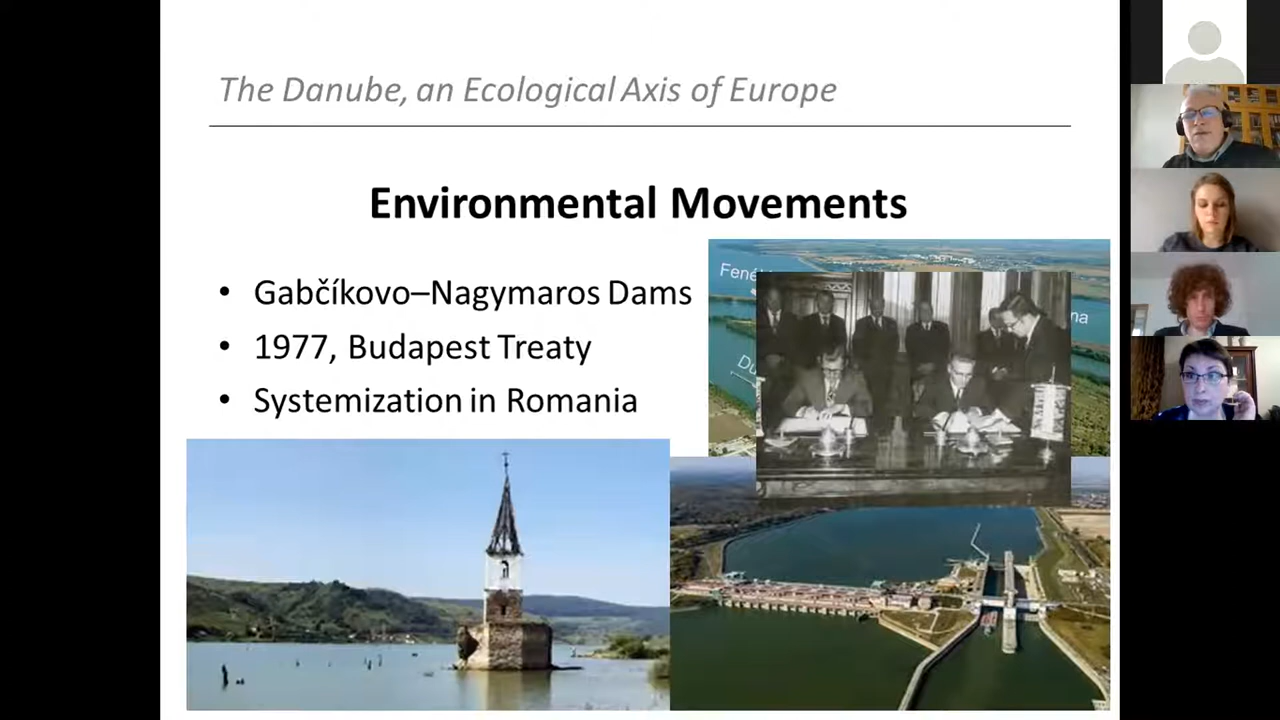 The Danube, an Ecological Axis of Europe
Environmental Movements
• Gabčíkovo–Nagymaros Dams
• 1977, Budapest Treaty
• Systemization in Romania